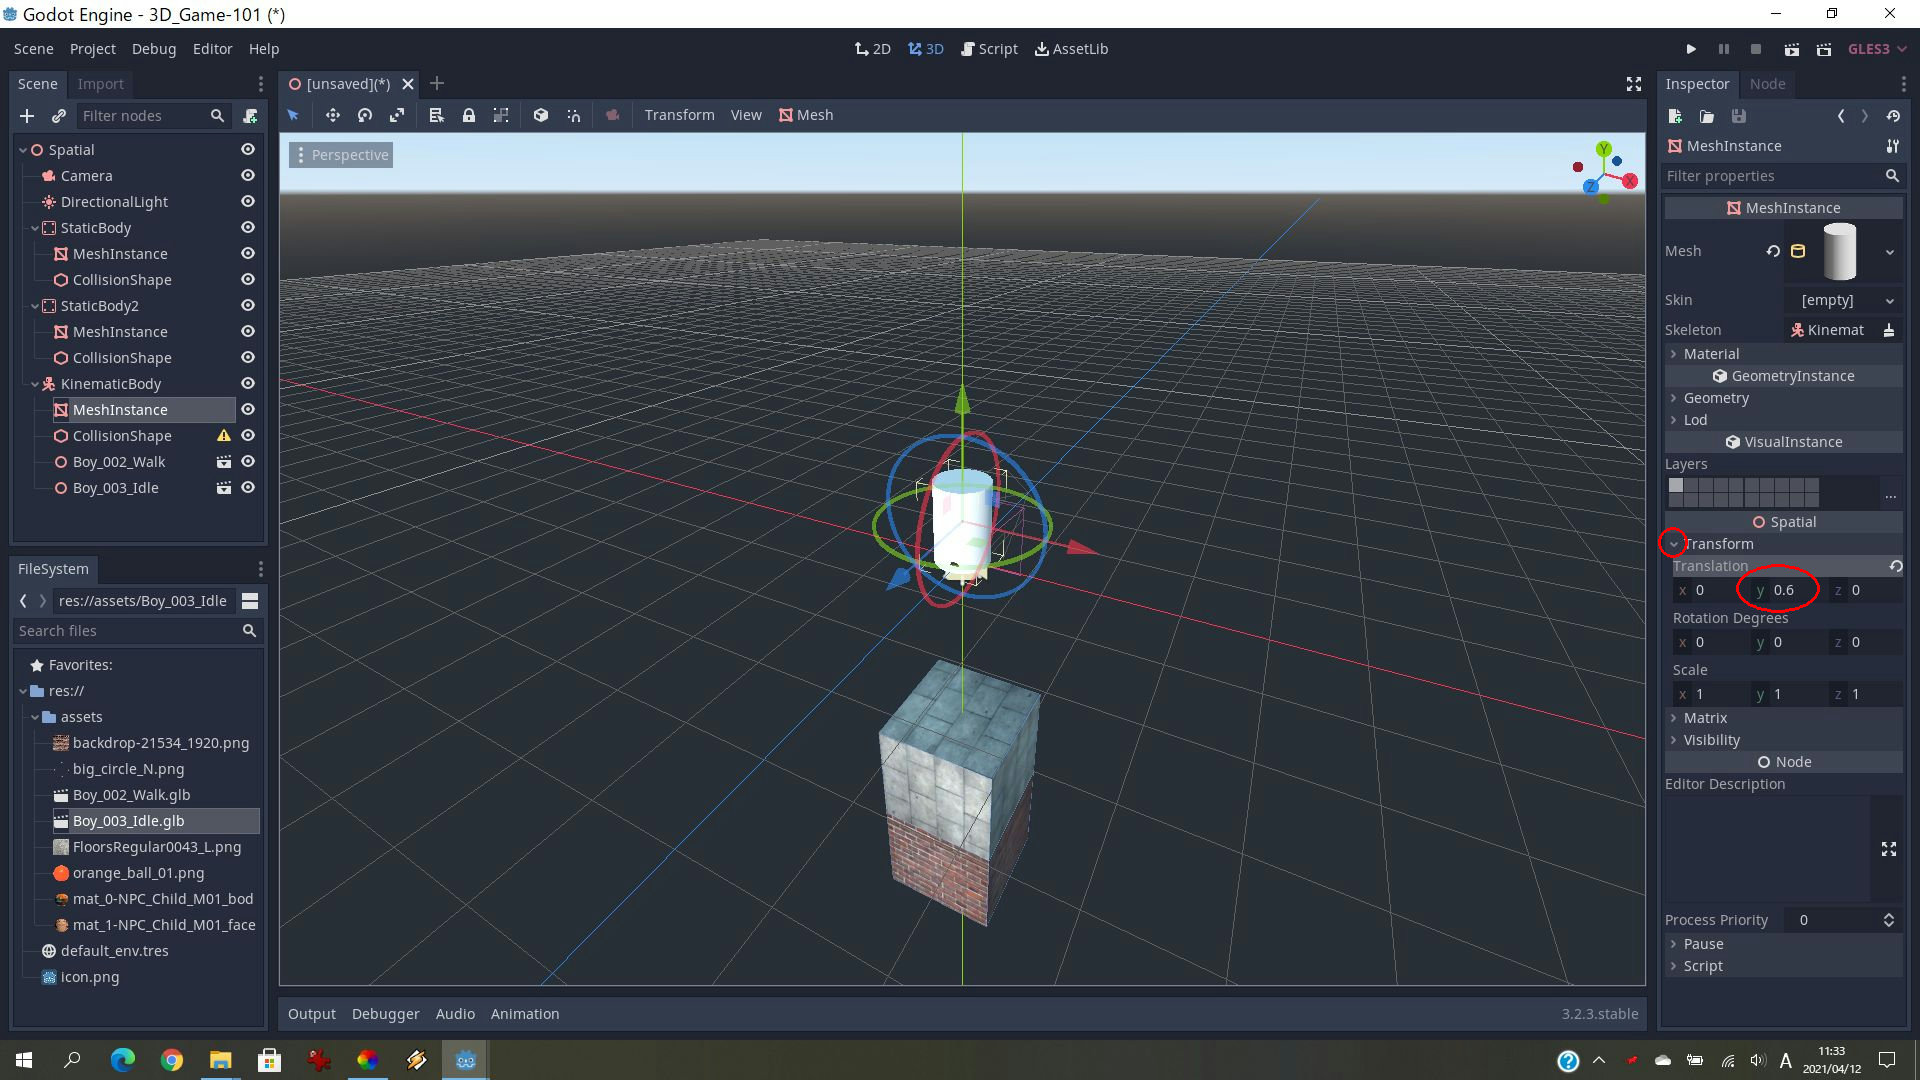 Godot Engine - 3D_Game-101 (*)
Scene Project Debug Editor Help
2D 3D Script AssetLib
GLES3
Scene Import
[unsaved](*)
Inspector Node
Filter nodes
Transform View Mesh
MeshInstance
Filter properties
Perspective
Y
X
Z
Spatial
Camera
DirectionalLight
StaticBody
MeshInstance
CollisionShape
StaticBody2
MeshInstance
CollisionShape
KinematicBody
MeshInstance
CollisionShape
Boy_002_Walk
Boy_003_Idle
FileSystem
res://assets/Boy_003_Idle
Search files
Favorites:
res://
assets
backdrop-21534_1920.png
big_circle_N.png
Boy_002_Walk.glb
Boy_003_Idle.glb
FloorsRegular0043_L.png
orange_ball_01.png
mat_0-NPC_Child_M01_bod
mat_1-NPC_Child_M01_face
default_env.tres
icon.png
MeshInstance
Mesh
Skin [empty]
Skeleton Kinemat
Material
GeometryInstance
Geometry
Lod
VisualInstance
Layers
...
Spatial
Transform
Translation
x 0 y 0.6 z 0
Rotation Degrees
x 0 y 0 z 0
Scale
x 1 y 1 z 1
Matrix
Visibility
Node
Editor Description
Process Priority 0
Pause
Script
Output Debugger Audio Animation
3.2.3.stable
A
11:33
2021/04/12